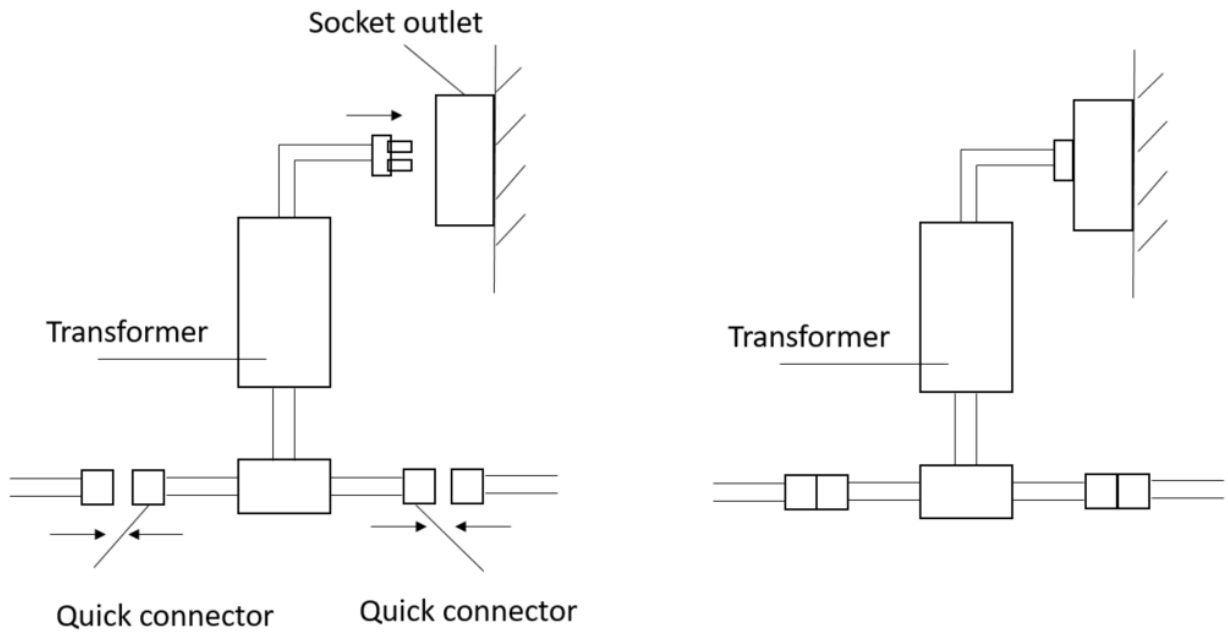 Socket outlet
Transformer
Transformer
Quick connector
Quick connector